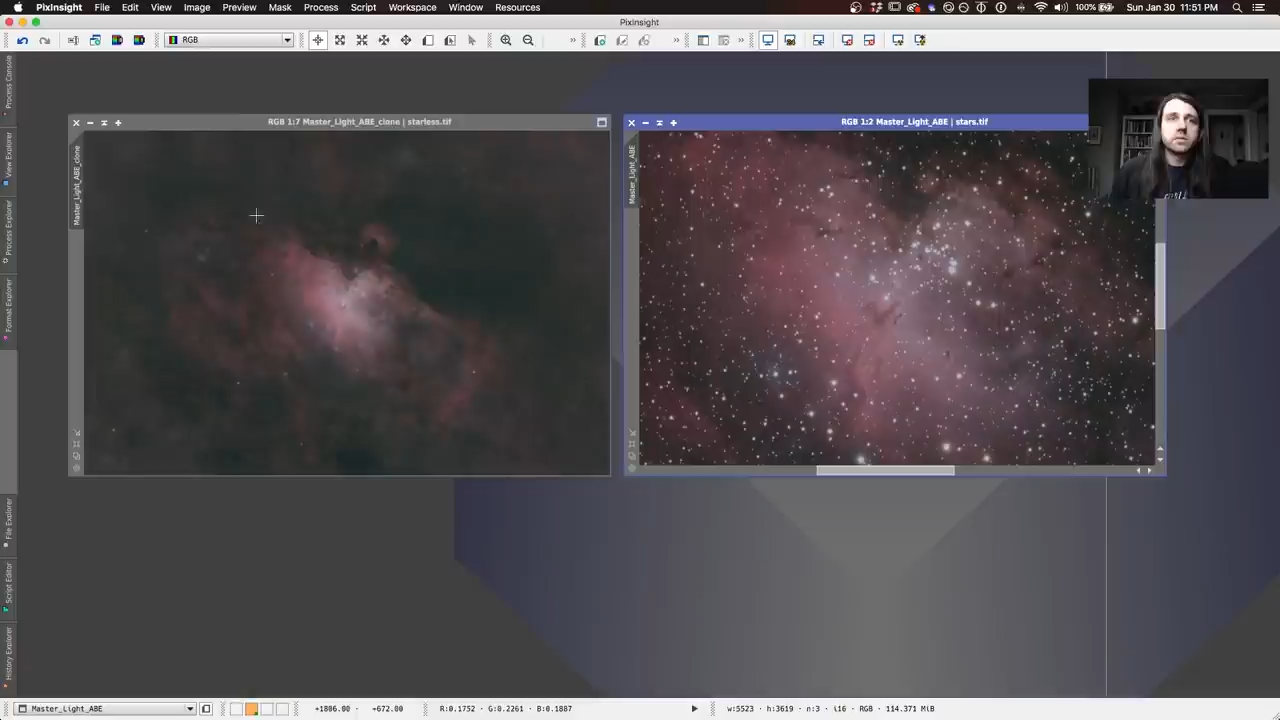 PixInsight File Edit View Image Preview Mask Process Script Workspace Window Resources 100% Sun Jan 30 11:51 PM
PixInsight
RGB
RGB 1:7 Master_Light_ABE_clone | starless.tif
RGB 1:2 Master_Light_ABE | stars.tif
Master_Light_ABE_clone
Master_Light_ABE
Process Console
View Explorer
Process Explorer
Format Explorer
File Explorer
Script Editor
History Explorer
Master_Light_ABE
+1806.00 +672.00 R:0.1752 · G:0.2261 · B:0.1887 w:5523 · h:3619 · n:3 · i16 · RGB · 114.371 MiB